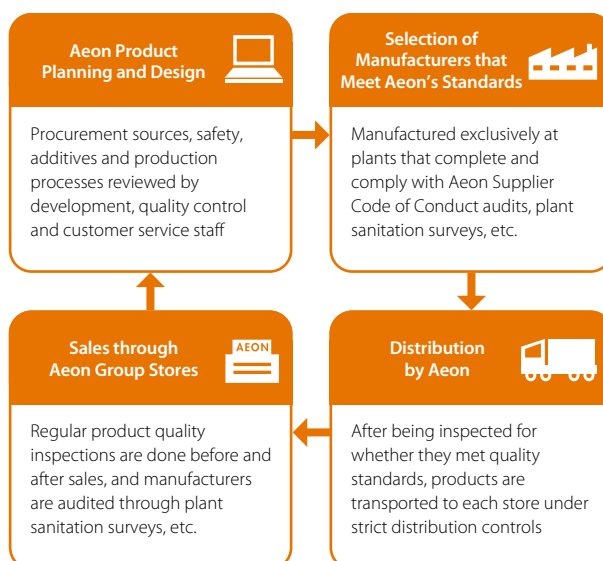 Aeon Product
Planning and Design
Procurement sources, safety,
additives and production
processes reviewed by
development, quality control
and customer service staff
Selection of
Manufacturers that
Meet Aeon's Standards
Manufactured exclusively at
plants that complete and
comply with Aeon Supplier
Code of Conduct audits, plant
sanitation surveys, etc.
Sales through
Aeon Group Stores
AEON
Regular product quality
inspections are done before and
after sales, and manufacturers
are audited through plant
sanitation surveys, etc.
Distribution
by Aeon
After being inspected for
whether they met quality
standards, products are
transported to each store under
strict distribution controls